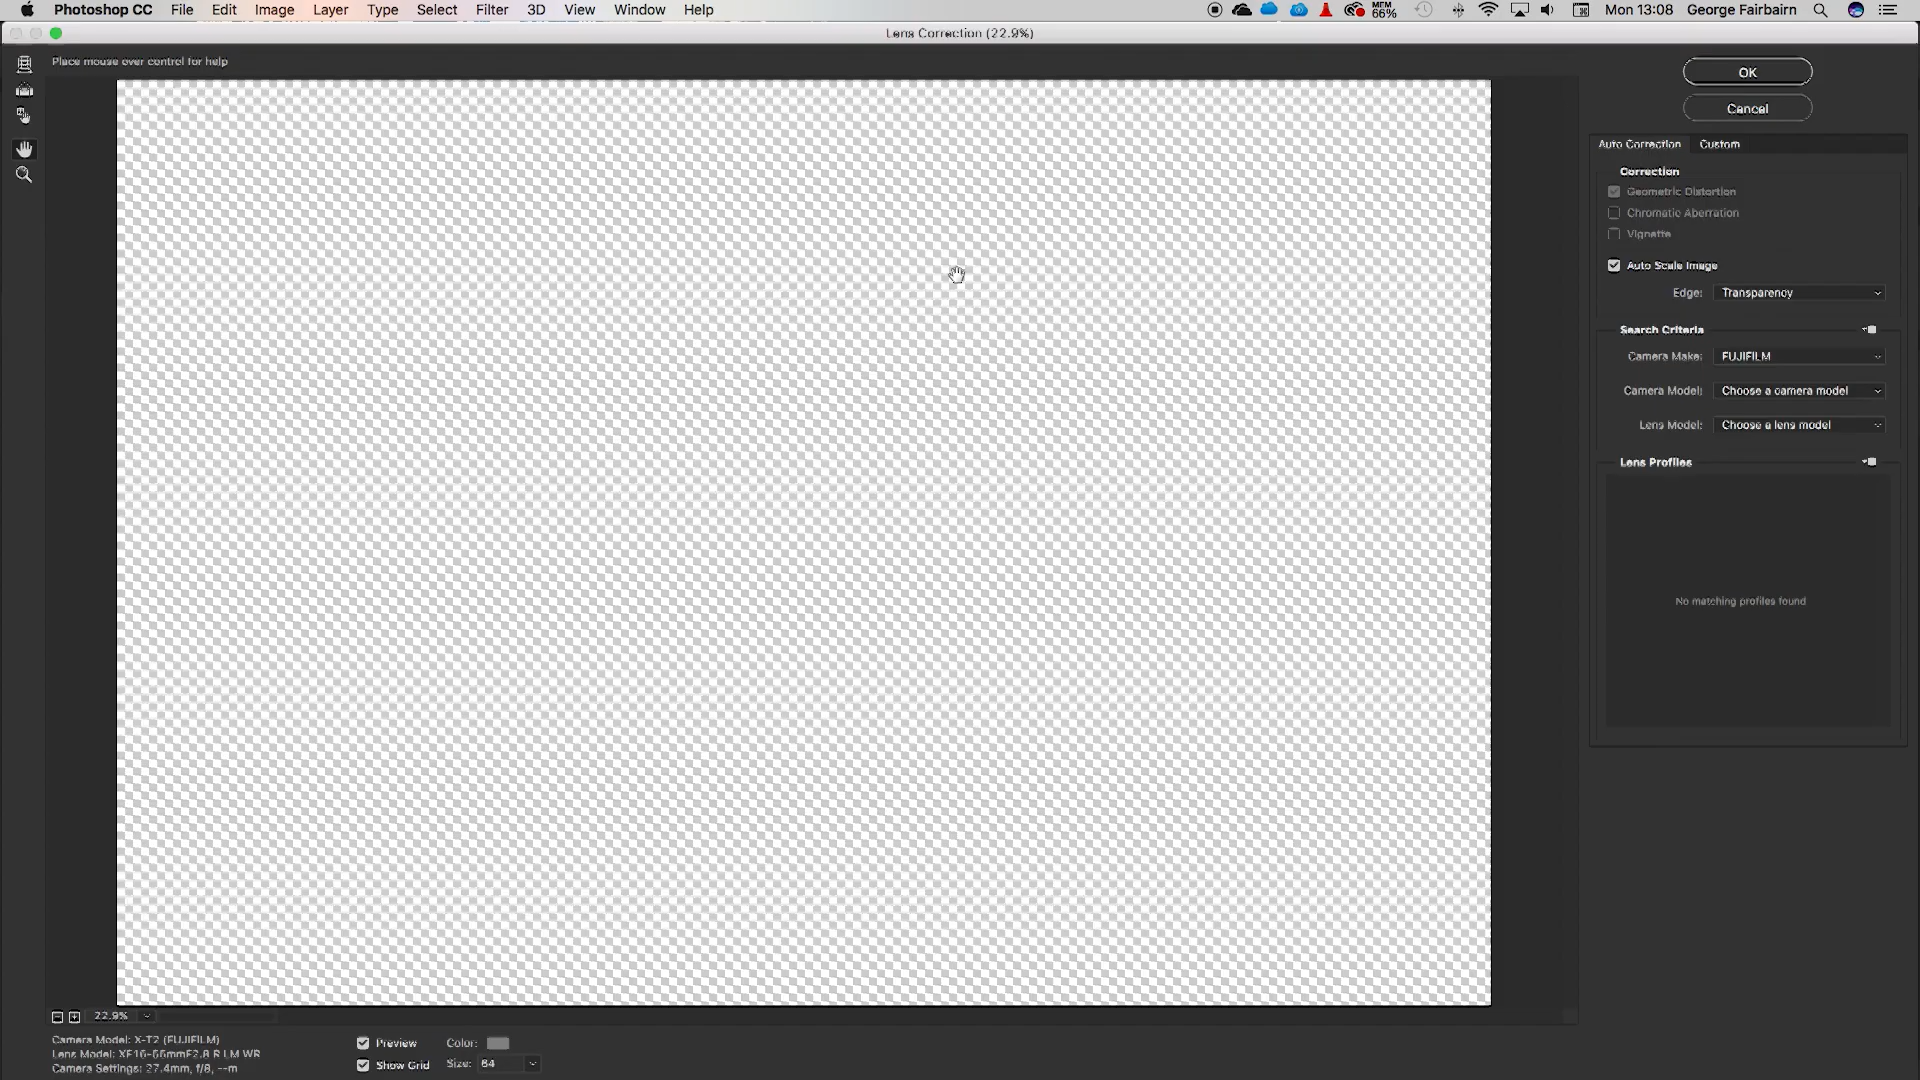 Photoshop CC File Edit Image Layer Type Select Filter 3D View Window Help MEM 66% Mon 13:08 George Fairbairn
Lens Correction (22.9%)
Place mouse over control for help
OK
Cancel
Auto Correction Custom
Correction
Geometric Distortion
Chromatic Aberration
Vignette
Auto Scale Image
Edge: Transparency
Search Criteria
Camera Make: FUJIFILM
Camera Model: Choose a camera model
Lens Model: Choose a lens model
Lens Profiles
No matching profiles found
22.9%
Camera Model: X-T2 (FUJIFILM)
Lens Model: XF16-55mmF2.8 R LM WR
Camera Settings: 27.4mm, f/8, --m
Preview Color:
Show Grid Size: 64